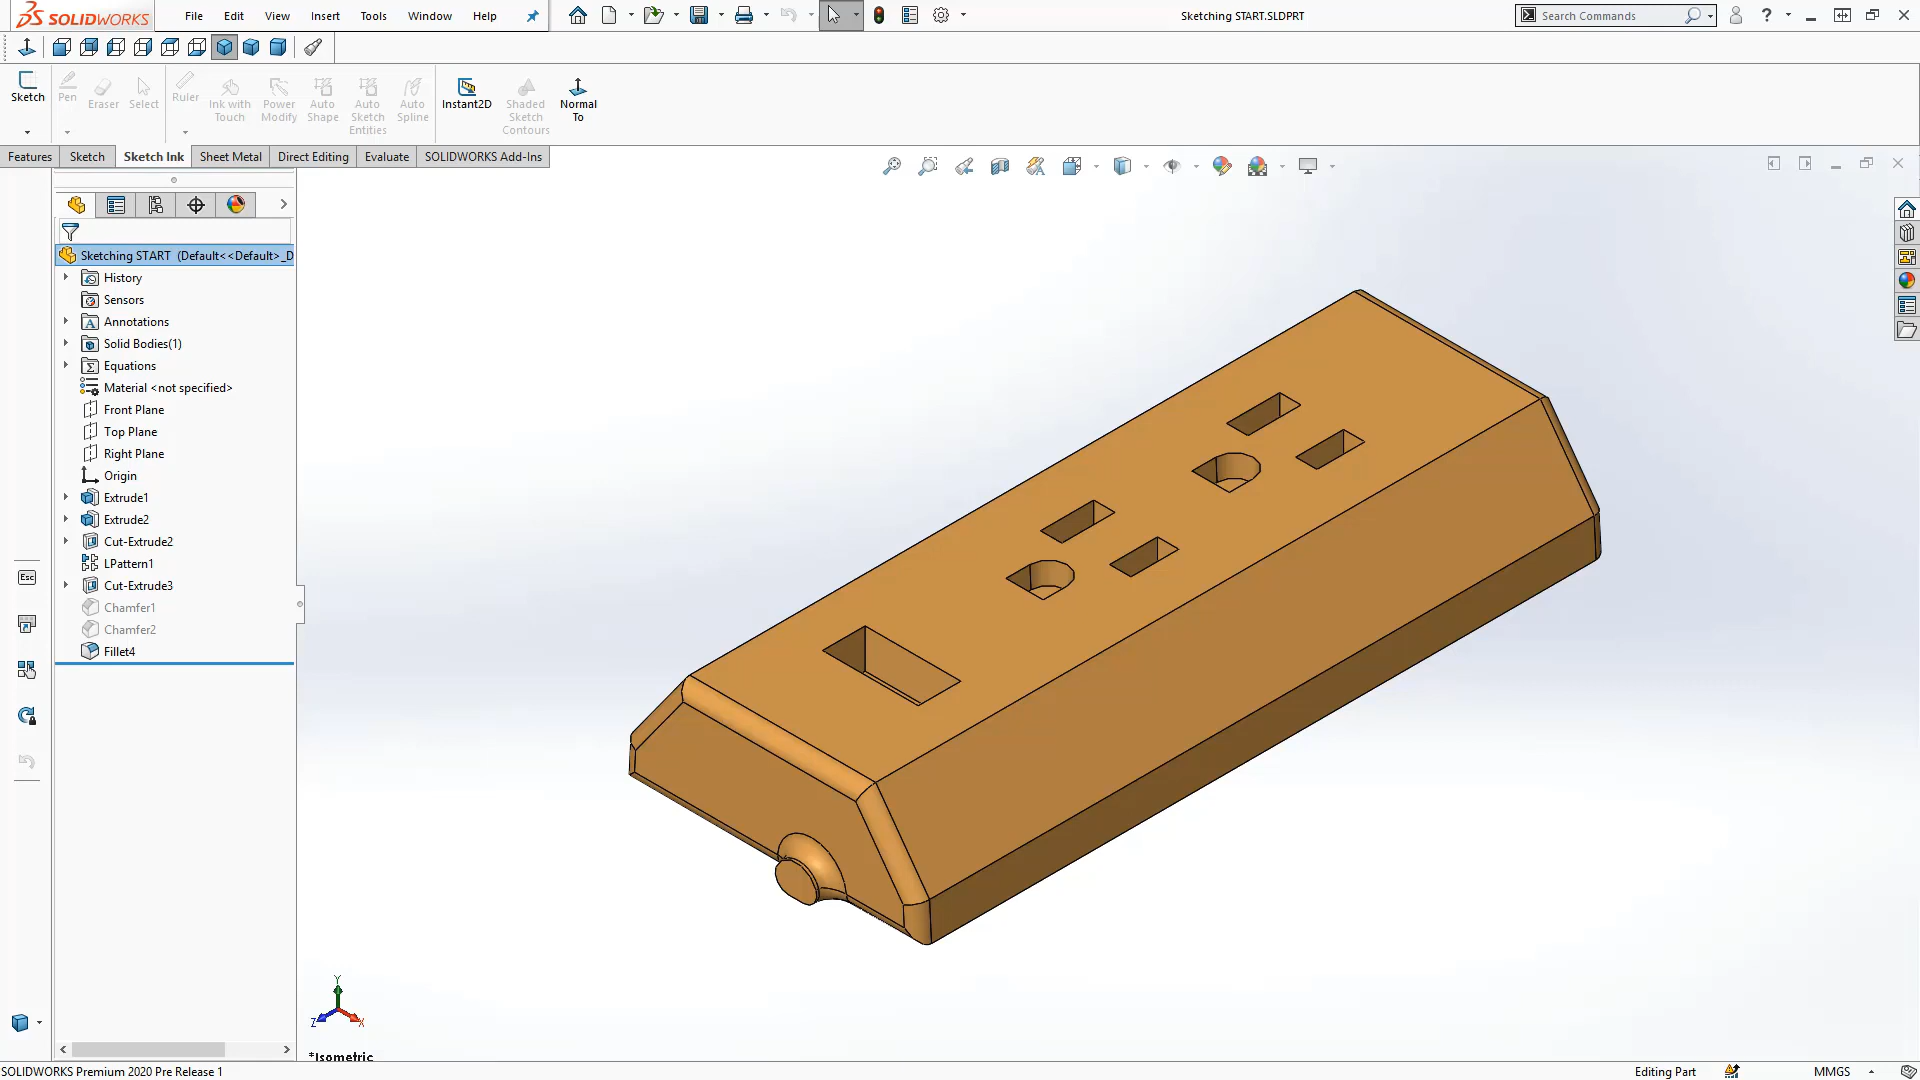 SOLIDWORKS
File Edit View Insert Tools Window Help
Sketching START.SLDPRT
Search Commands
?
Sketch
Pen
Eraser
Select
Ruler
Ink with
Touch
Power
Modify
Auto
Shape
Auto
Sketch
Entities
Auto
Spline
Instant2D
Shaded
Sketch
Contours
Normal
To
Features Sketch Sketch Ink Sheet Metal Direct Editing Evaluate SOLIDWORKS Add-Ins
Sketching START (Default<<Default>_D
History
Sensors
Annotations
Solid Bodies(1)
Equations
Material <not specified>
Front Plane
Top Plane
Right Plane
Origin
Extrude1
Extrude2
Cut-Extrude2
LPattern1
Cut-Extrude3
Chamfer1
Chamfer2
Fillet4
Esc
Y
Z
X
*Isometric
SOLIDWORKS Premium 2020 Pre Release 1
Editing Part
MMGS